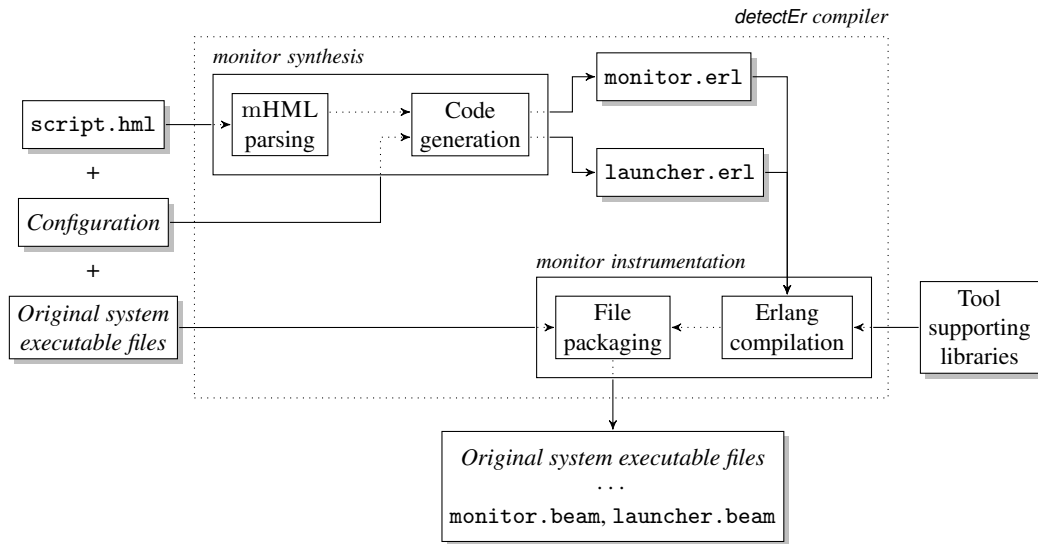 detectEr compiler
monitor synthesis
script.hml
mHML
parsing
Code
generation
monitor.erl
launcher.erl
+
Configuration
+
Original system
executable files
monitor instrumentation
File
packaging
Erlang
compilation
Tool
supporting
libraries
Original system executable files
...
monitor.beam, launcher.beam